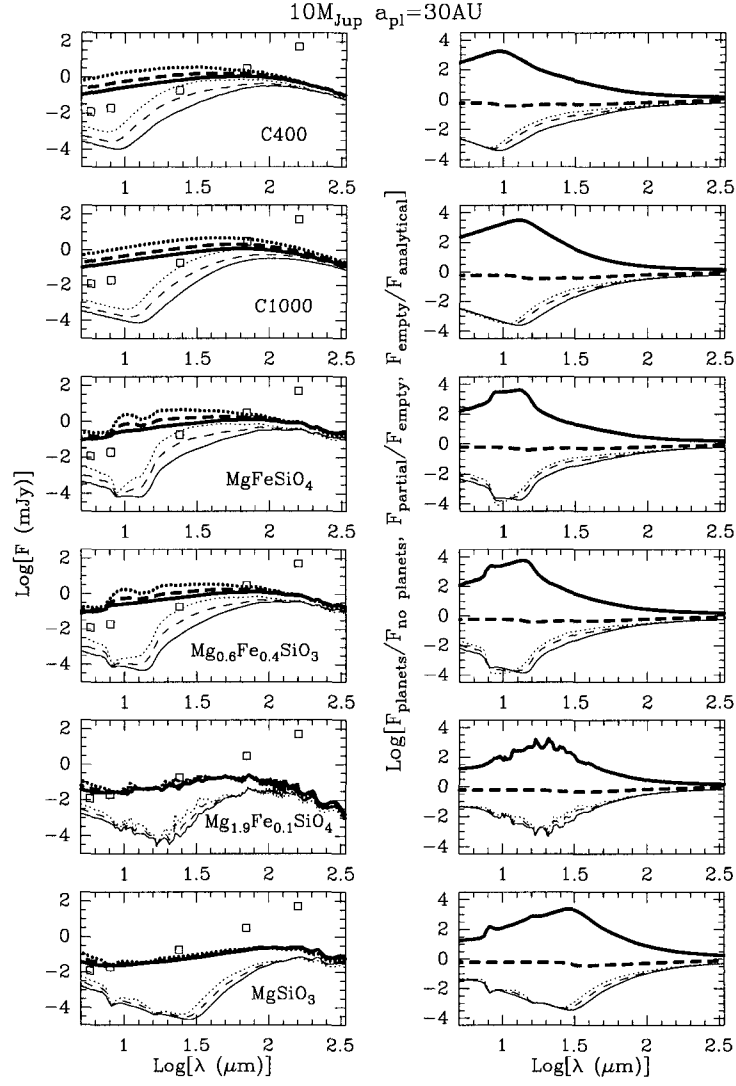 10M_Jup a_pl=30AU
2
0
−2
−4
C400
1 1.5 2 2.5
4
2
0
−2
−4
1 1.5 2 2.5
2
0
−2
−4
C1000
1 1.5 2 2.5
4
2
0
−2
−4
1 1.5 2 2.5
2
0
−2
−4
MgFeSiO₄
1 1.5 2 2.5
4
2
0
−2
−4
1 1.5 2 2.5
2
0
−2
−4
Mg₀.₆Fe₀.₄SiO₃
1 1.5 2 2.5
4
2
0
−2
−4
1 1.5 2 2.5
2
0
−2
−4
Mg₁.₉Fe₀.₁SiO₄
1 1.5 2 2.5
4
2
0
−2
−4
1 1.5 2 2.5
2
0
−2
−4
MgSiO₃
1 1.5 2 2.5
4
2
0
−2
−4
1 1.5 2 2.5
Log[F (mJy)]
Log[F_planets/F_no planets, F_partial/F_empty, F_empty/F_analytical]
Log[λ (μm)]
Log[λ (μm)]